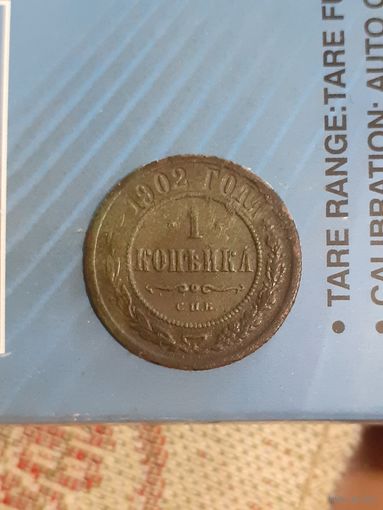 1902 ГОДА
1
КОПѢЙКА
С.П.Б.
• TARE RANGE:TARE FU
• CALIBRATION: AUTO C